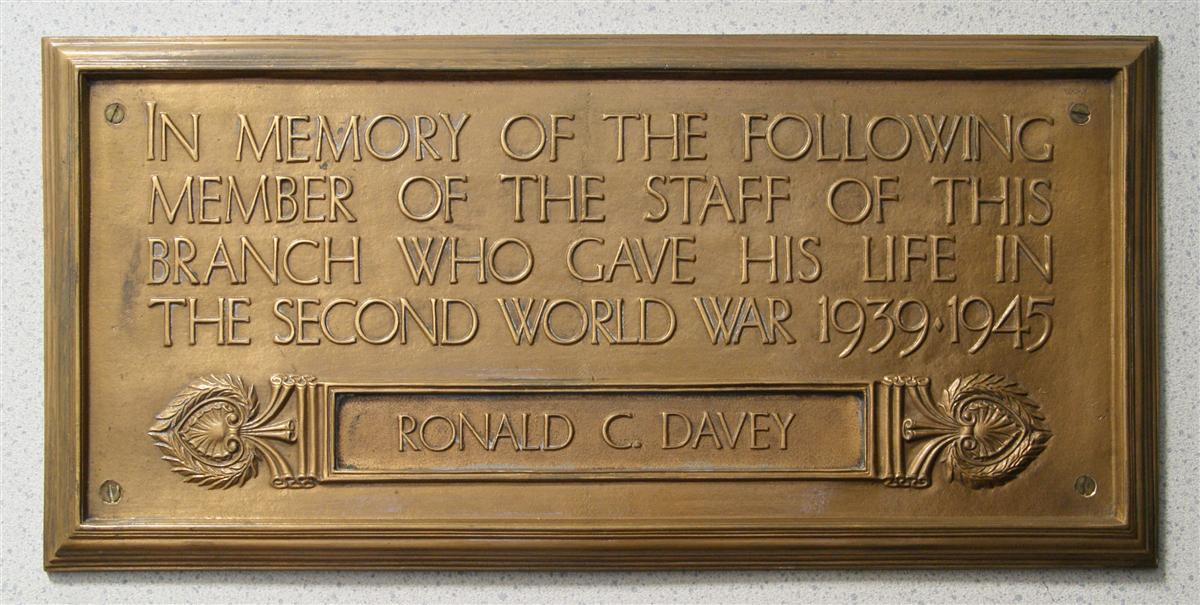 IN MEMORY OF THE FOLLOWING
MEMBER OF THE STAFF OF THIS
BRANCH WHO GAVE HIS LIFE IN
THE SECOND WORLD WAR 1939·1945
RONALD C. DAVEY